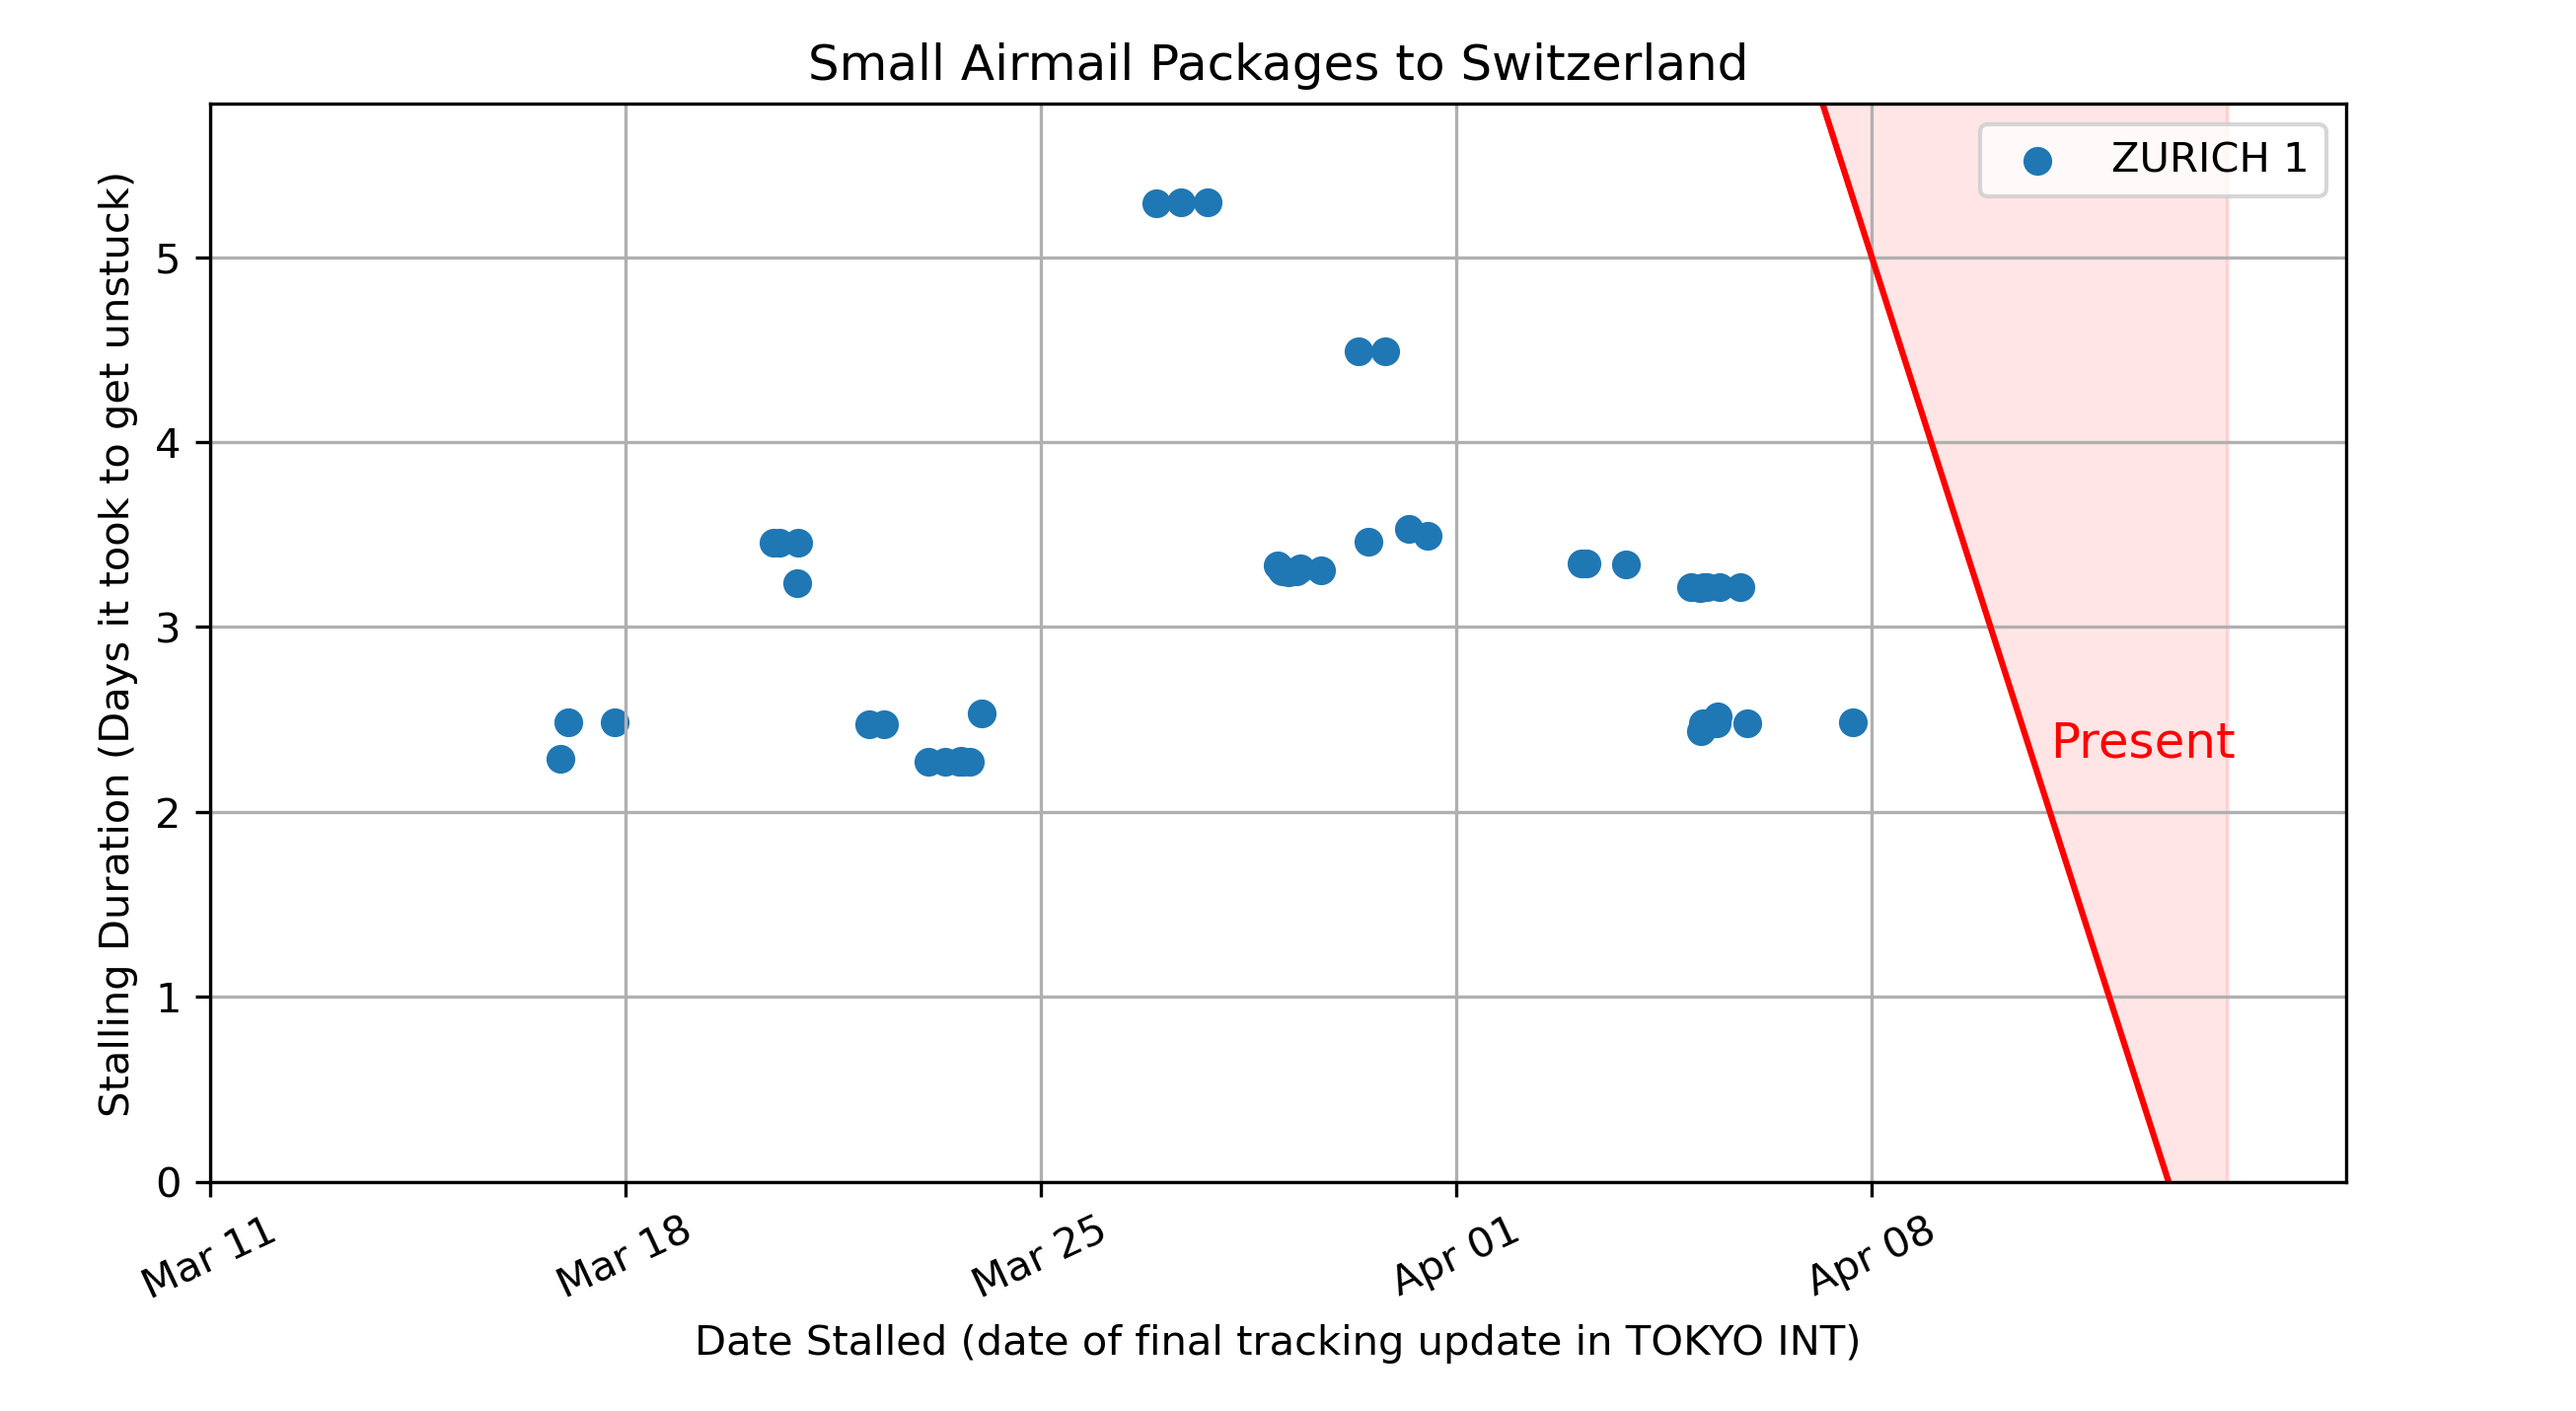 Small Airmail Packages to Switzerland
ZURICH 1
Stalling Duration (Days it took to get unstuck)
5
4
3
2
1
0
Present
Mar 11
Mar 18
Mar 25
Apr 01
Apr 08
Date Stalled (date of final tracking update in TOKYO INT)